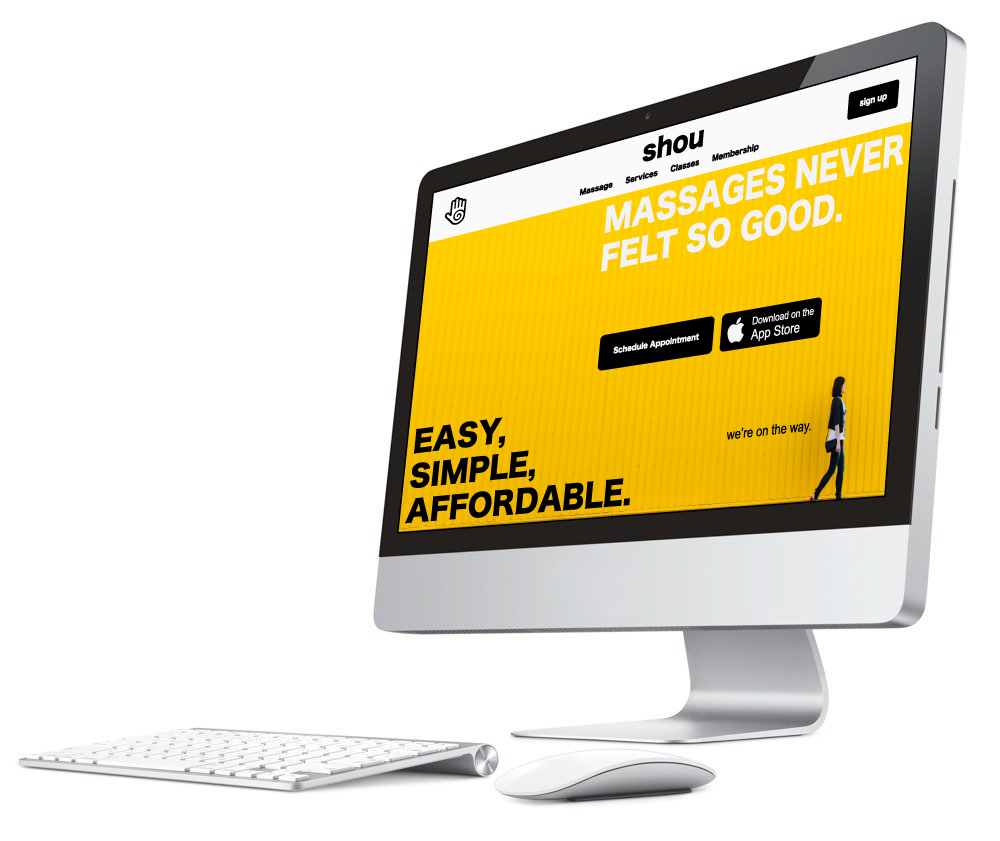 shou
sign up
Massage Services Classes Membership
MASSAGES NEVER
FELT SO GOOD.
Schedule Appointment
Download on the
App Store
we're on the way.
EASY,
SIMPLE,
AFFORDABLE.